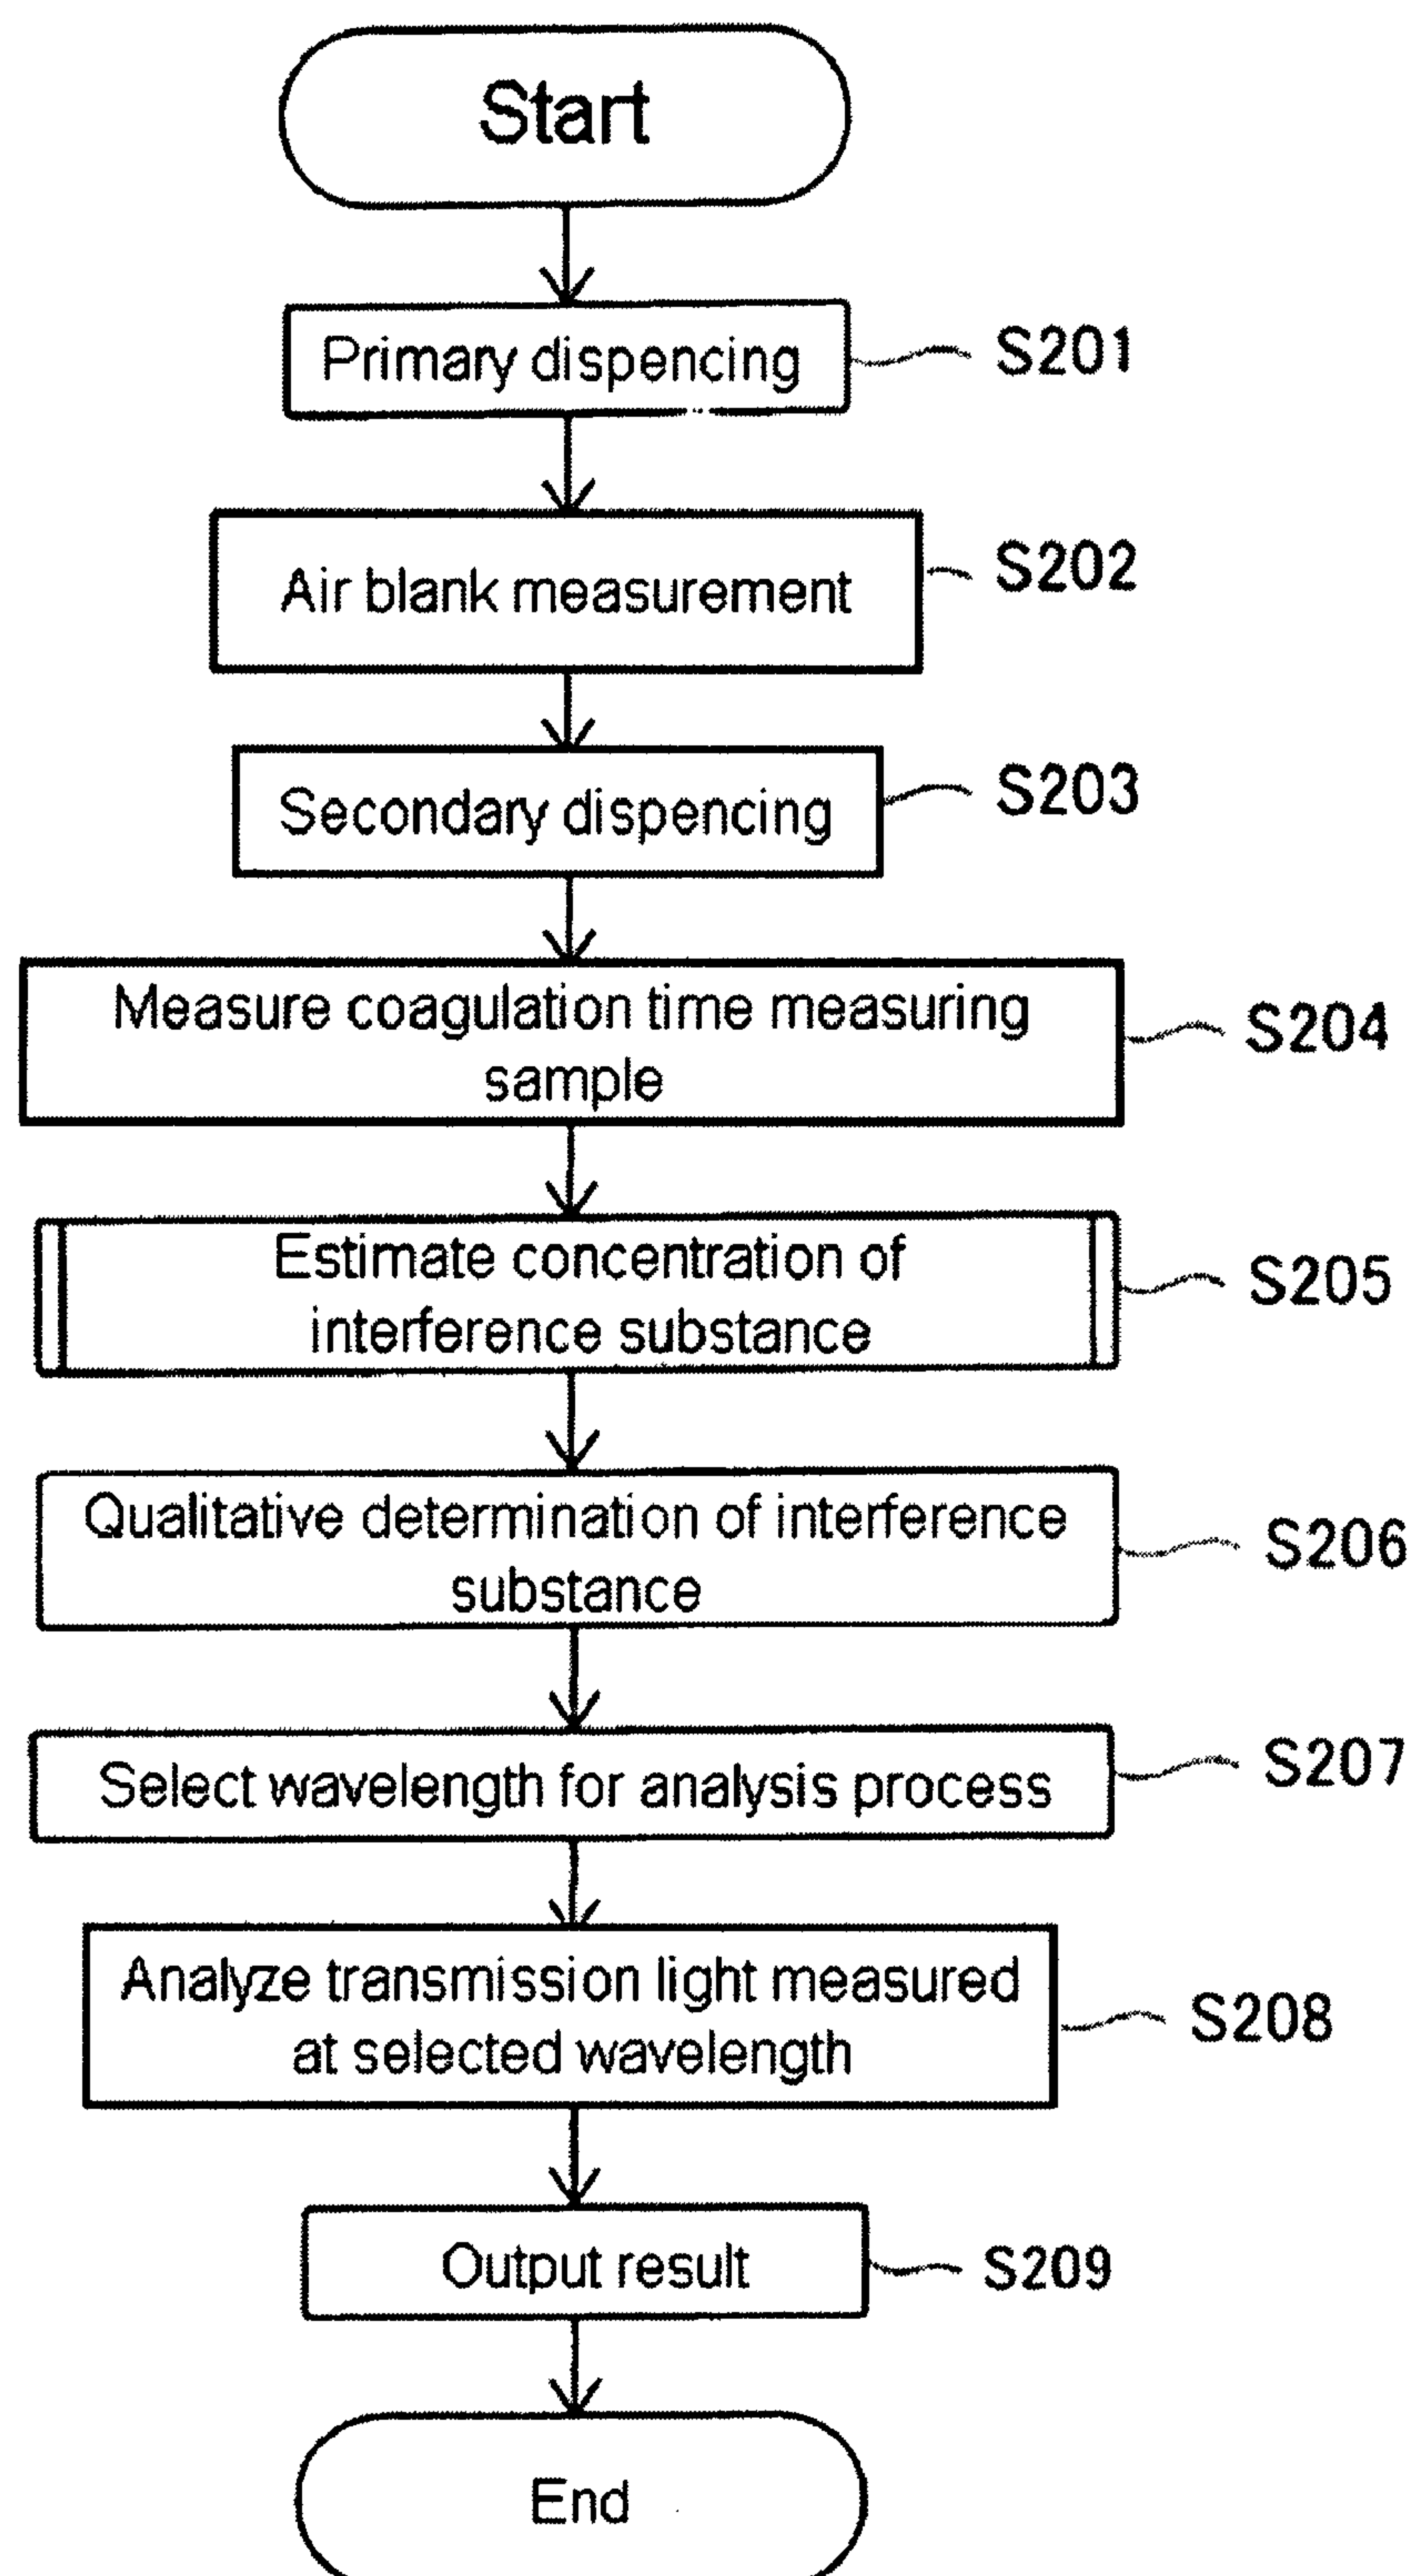 Start
Primary dispencing
S201
Air blank measurement
S202
Secondary dispencing
S203
Measure coagulation time measuring
sample
S204
Estimate concentration of
interference substance
S205
Qualitative determination of interference
substance
S206
Select wavelength for analysis process
S207
Analyze transmission light measured
at selected wavelength
S208
Output result
S209
End